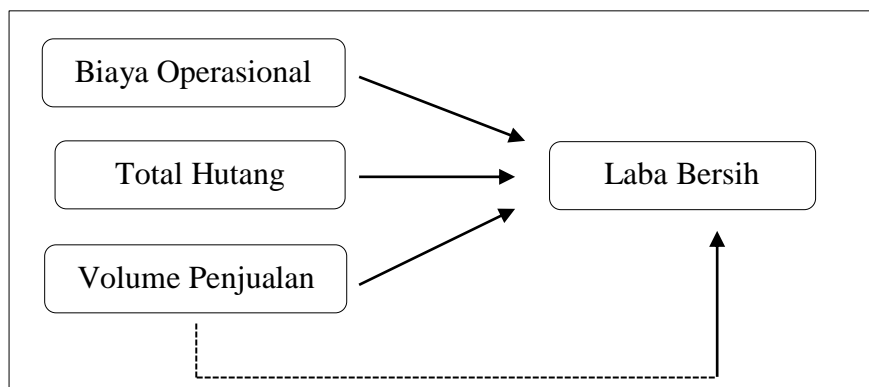 Biaya Operasional
Total Hutang
Laba Bersih
Volume Penjualan